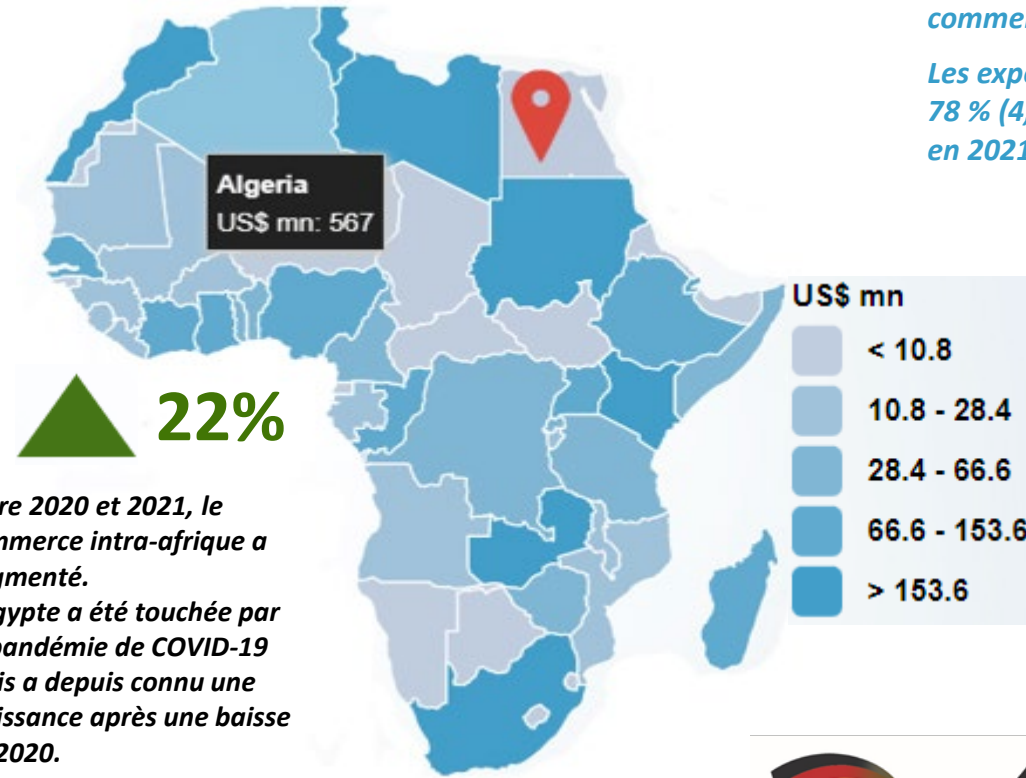 commer
Les exp
78 % (4
en 2021
Algeria
US$ mn: 567
US$ mn
< 10.8
10.8 - 28.4
28.4 - 66.6
66.6 - 153.6
> 153.6
22%
re 2020 et 2021, le
mmerce intra-afrique a
gmenté.
gypte a été touchée par
pandémie de COVID-19
is a depuis connu une
issance après une baisse
2020.